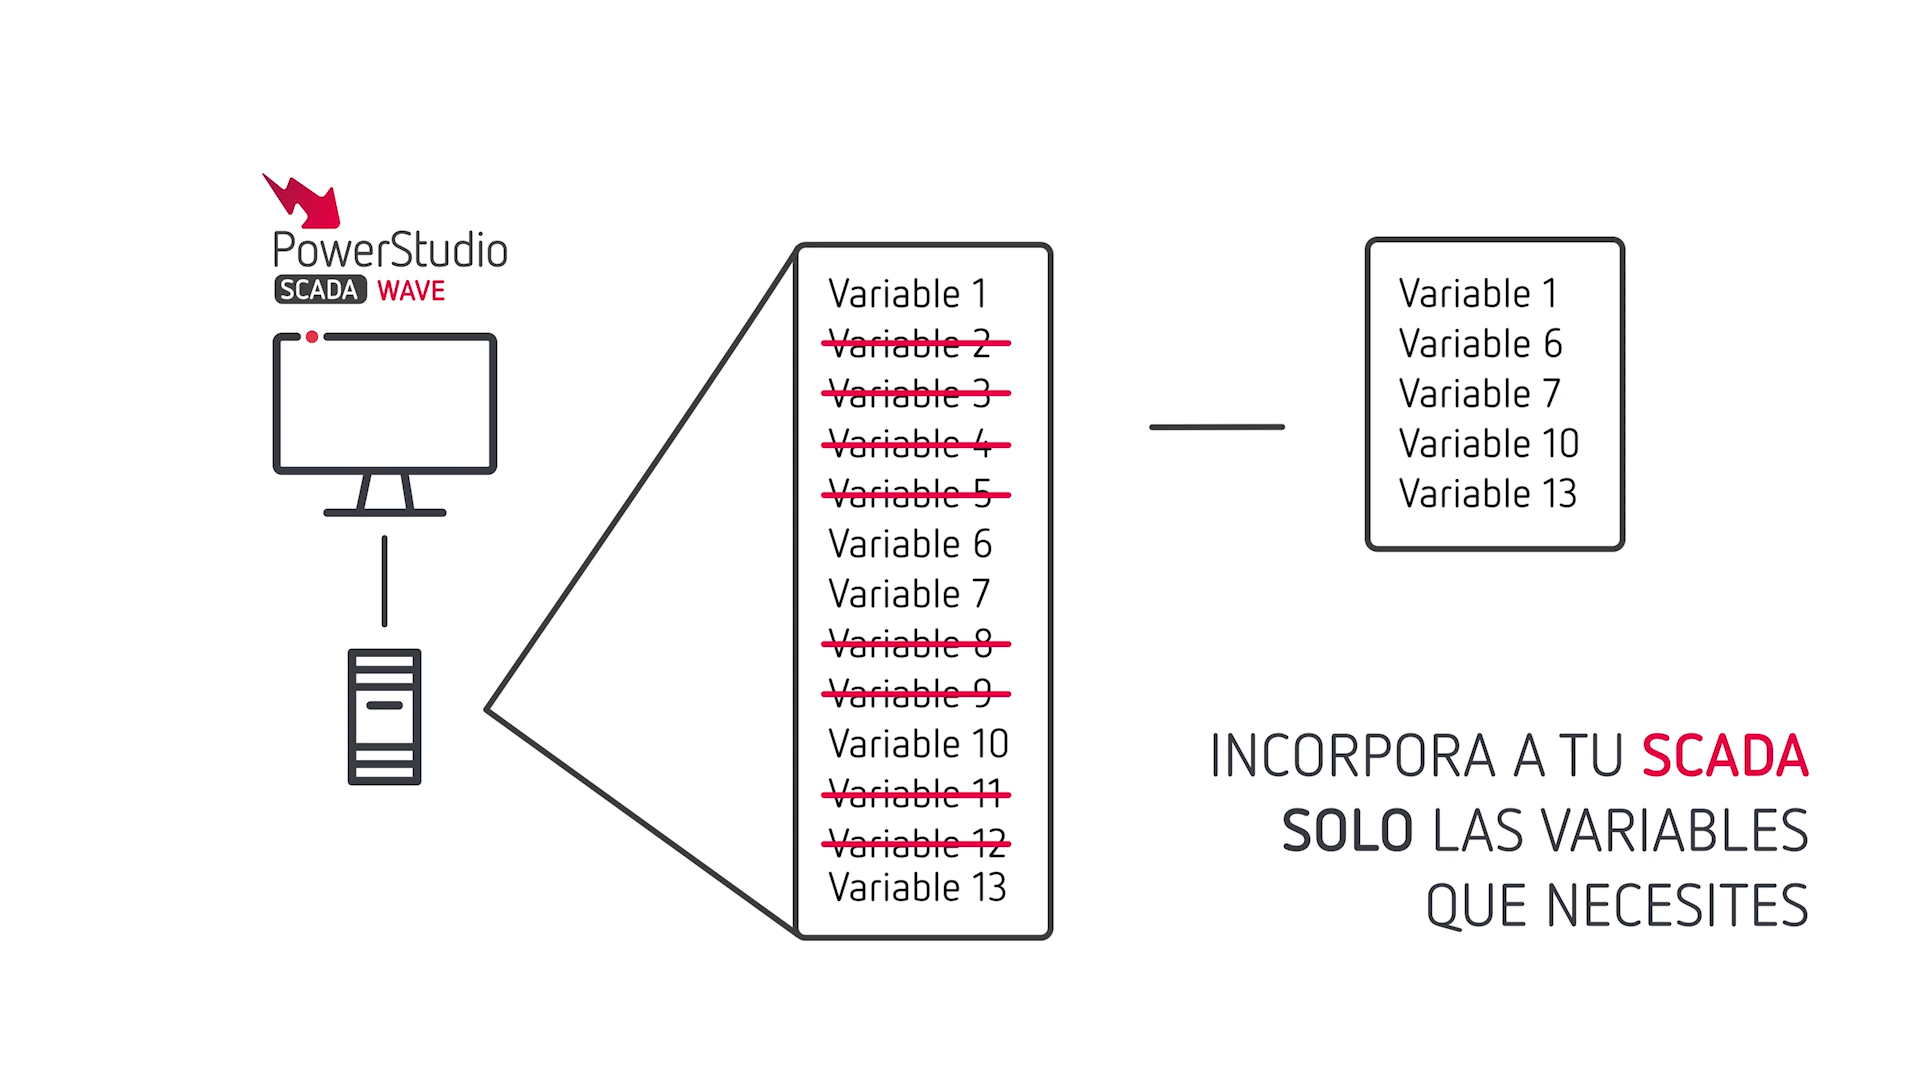 PowerStudio
SCADA WAVE
Variable 1
Variable 2
Variable 3
Variable 4
Variable 5
Variable 6
Variable 7
Variable 8
Variable 9
Variable 10
Variable 11
Variable 12
Variable 13
Variable 1
Variable 6
Variable 7
Variable 10
Variable 13
INCORPORA A TU SCADA
SOLO LAS VARIABLES
QUE NECESITES